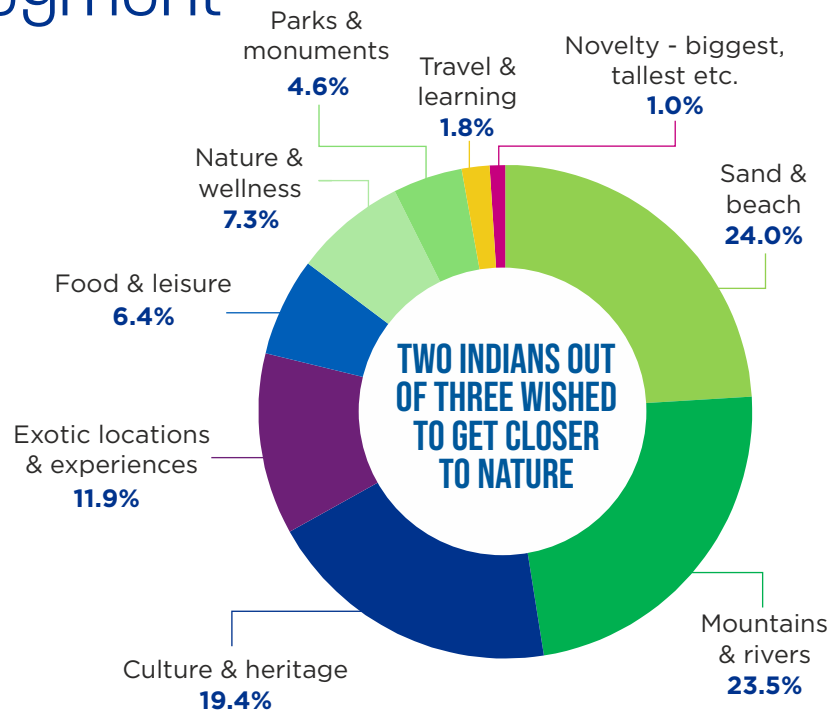 Parks &
monuments
4.6%
Travel &
learning
1.8%
Novelty - biggest,
tallest etc.
1.0%
Nature &
wellness
7.3%
Sand &
beach
24.0%
Food & leisure
6.4%
TWO INDIANS OUT
OF THREE WISHED
TO GET CLOSER
TO NATURE
Exotic locations
& experiences
11.9%
Mountains
& rivers
23.5%
Culture & heritage
19.4%